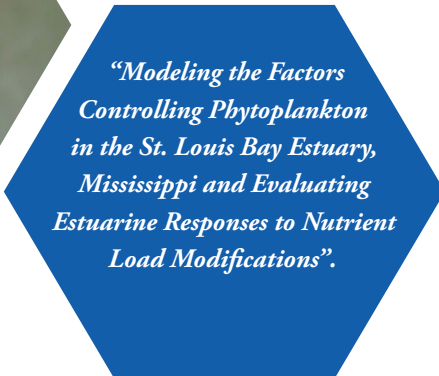 “Modeling the Factors
Controlling Phytoplankton
in the St. Louis Bay Estuary,
Mississippi and Evaluating
Estuarine Responses to Nutrient
Load Modifications”.